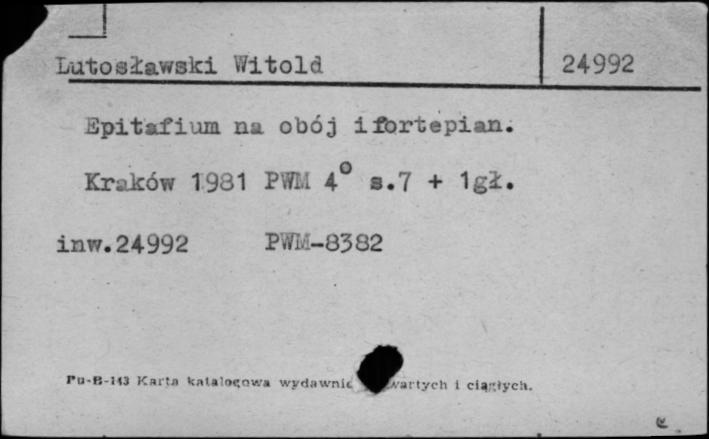 Lutosławski Witold 24992
Epitafium na obój i fortepian.
Kraków 1981 PWM 4° s.7 + 1gł.
inw.24992 PWM-8382
Pu-B-143 Karta katalogowa wydawnic wartych i ciągłych.